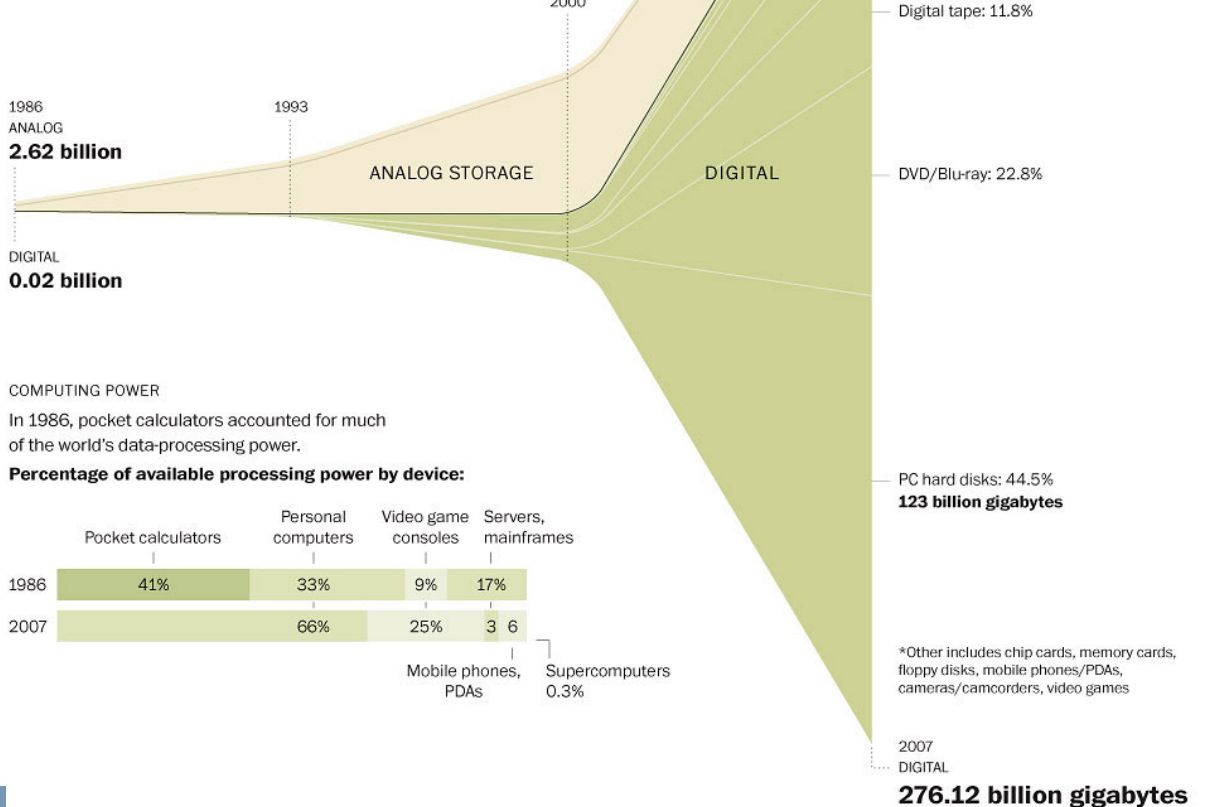 2000
Digital tape: 11.8%
1986
ANALOG
2.62 billion
1993
ANALOG STORAGE
DIGITAL
DVD/Blu-ray: 22.8%
DIGITAL
0.02 billion
COMPUTING POWER
In 1986, pocket calculators accounted for much
of the world's data-processing power.
Percentage of available processing power by device:
Pocket calculators
Personal
computers
Video game
consoles
Servers,
mainframes
1986 41% 33% 9% 17%
2007 66% 25% 3 6
Mobile phones,
PDAs
Supercomputers
0.3%
PC hard disks: 44.5%
123 billion gigabytes
*Other includes chip cards, memory cards,
floppy disks, mobile phones/PDAs,
cameras/camcorders, video games
2007
DIGITAL
276.12 billion gigabytes